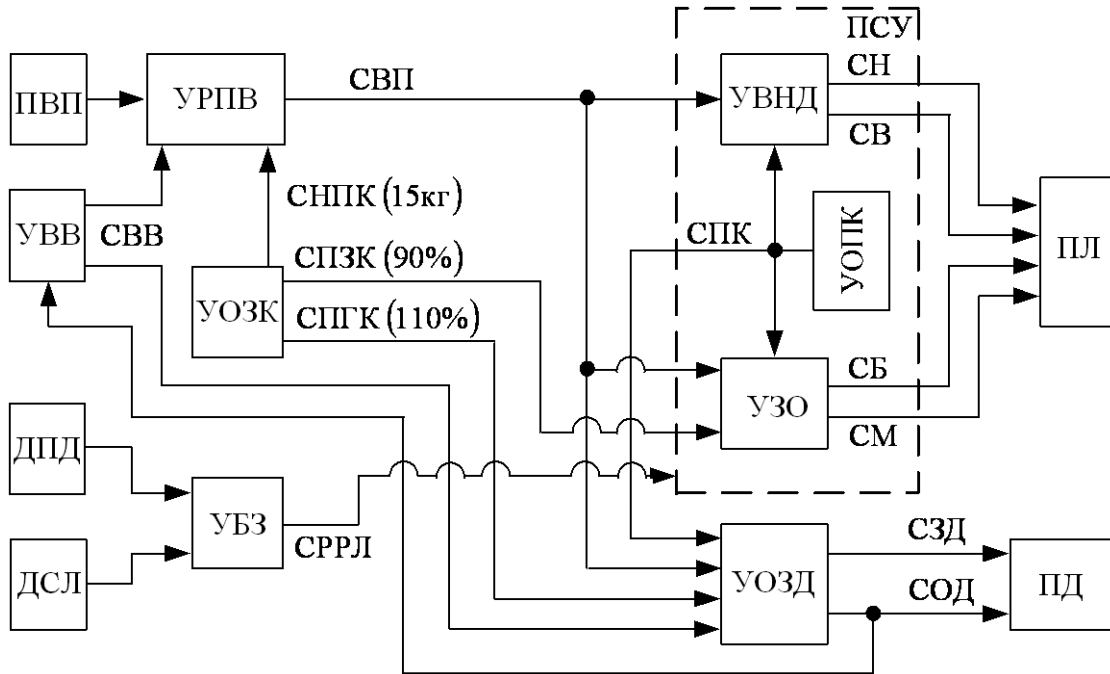 ПСУ
СН
СВП
ПВП
УРПВ
УВНД
СВ
СНПК (15кг)
УВВ
СВВ
СПК
УОПК
ПЛ
СПЗК (90%)
УОЗК
СПГК (110%)
СБ
УЗО
СМ
ДПД
УБЗ
СРРЛ
СЗД
ДСЛ
УОЗД
СОД
ПД